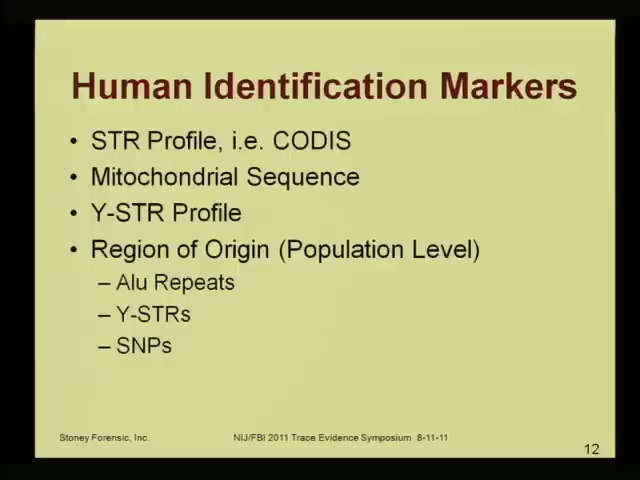 Human Identification Markers
• STR Profile, i.e. CODIS
• Mitochondrial Sequence
• Y-STR Profile
• Region of Origin (Population Level)
– Alu Repeats
– Y-STRs
– SNPs
Stoney Forensic, Inc.
NIJ/FBI 2011 Trace Evidence Symposium 8-11-11
12